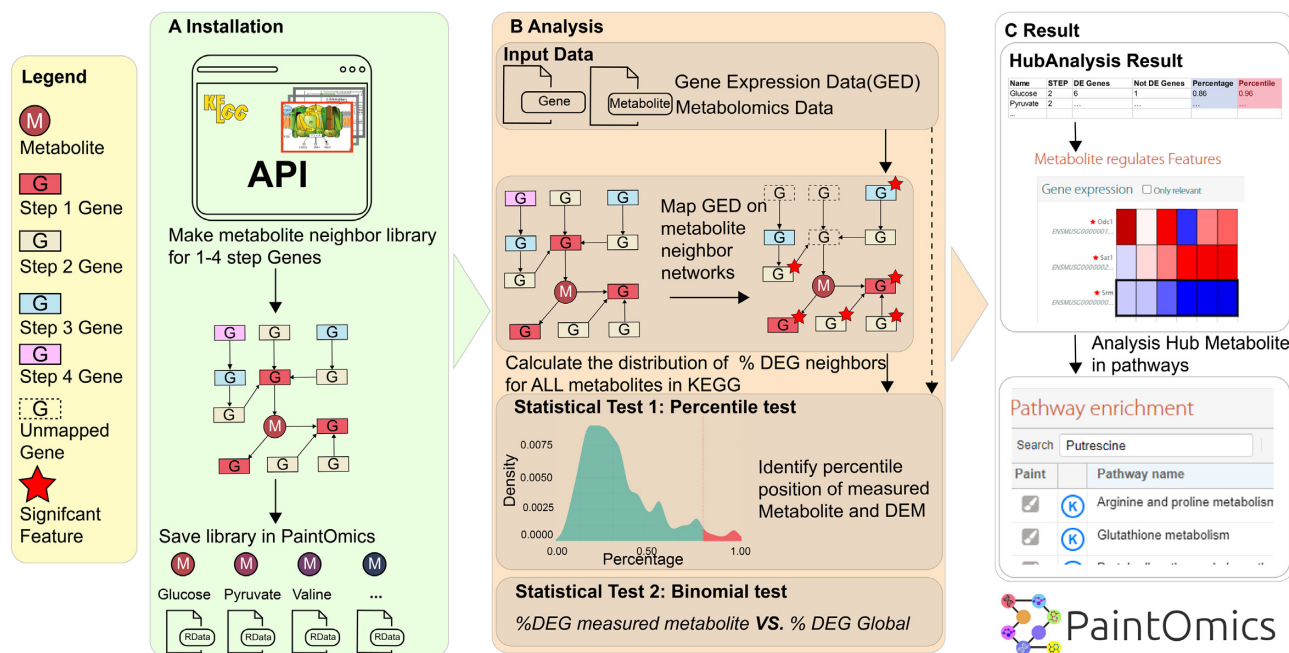 Legend
M
Metabolite
G
Step 1 Gene
G
Step 2 Gene
G
Step 3 Gene
G
Step 4 Gene
G
Unmapped
Gene
Signifcant
Feature
A Installation
KEGG
API
Make metabolite neighbor library
for 1-4 step Genes
G G G
G G G
G
M G
G G G
Save library in PaintOmics
M M M M
Glucose Pyruvate Valine ...
RData RData RData RData
B Analysis
Input Data
Gene Metabolite
Gene Expression Data(GED)
Metabolomics Data
G G G
G G G
G
M G
G G G
Map GED on
metabolite
neighbor
networks
G G G
G G G
G
M G
G G G
Calculate the distribution of % DEG neighbors
for ALL metabolites in KEGG
Statistical Test 1: Percentile test
Density
0.0075
0.0050
0.0025
0.0000
0.00 0.50 1.00
Percentage
Identify percentile
position of measured
Metabolite and DEM
Statistical Test 2: Binomial test
%DEG measured metabolite VS. % DEG Global
C Result
HubAnalysis Result
Name STEP DE Genes Not DE Genes Percentage Percentile
Glucose 2 6 1 0.86 0.96
Pyruvate 2 ... ... ... ...
...
Metabolite regulates Features
Gene expression Only relevant
Odc1
ENSMUSG0000001...
Sat1
ENSMUSG0000002...
Srm
ENSMUSG0000000...
Analysis Hub Metabolite
in pathways
Pathway enrichment
Search Putrescine
Paint Pathway name
K Arginine and proline metabolism
K Glutathione metabolism
PaintOmics